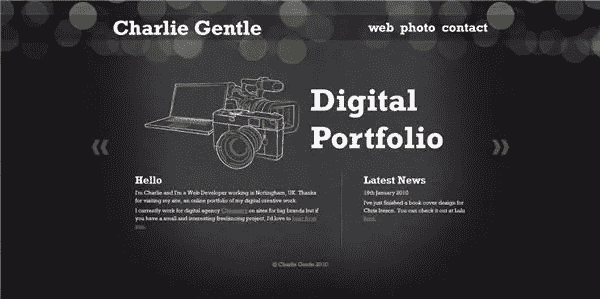 Charlie Gentle
web photo contact
Digital
Portfolio
Hello
I'm Charlie and I'm a Web Developer working in Nottingham, UK. Thanks
for visiting my site, an online portfolio of my digital creative work.
I currently work for digital agency on sites for big brands but if
you have a small and interesting freelancing project, I'd love to hear from
Latest News
19th January 2010
I've just finished a book cover design for
Chris Ireson. You can check it out at Lulu
here.
© Charlie Gentle 2010